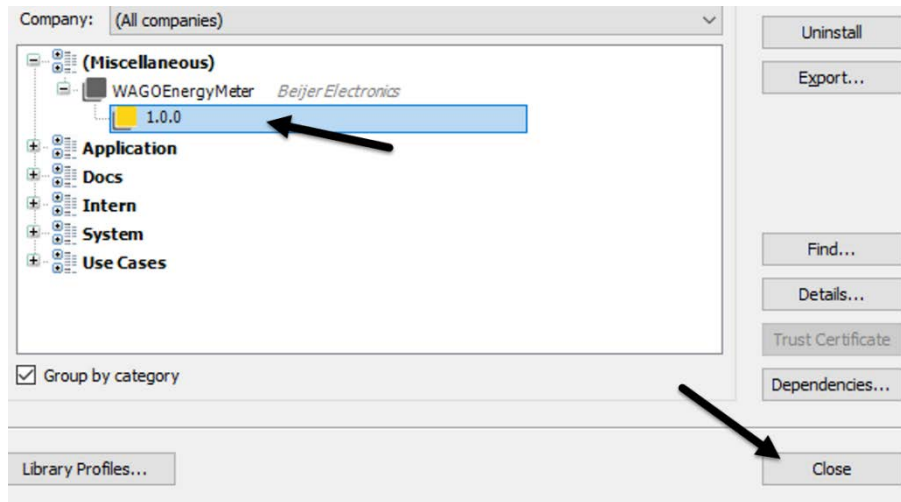 Company: (All companies)
Uninstall
(Miscellaneous)
Export...
WAGOEnergyMeter Beijer Electronics
1.0.0
Application
Docs
Intern
System
Find...
Use Cases
Details...
Trust Certificate
Group by category
Dependencies...
Library Profiles...
Close